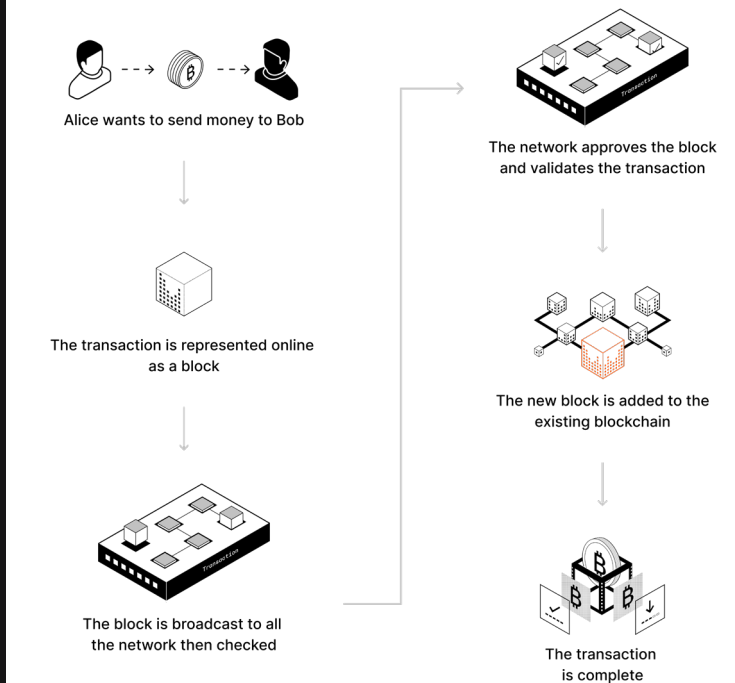 Alice wants to send money to Bob
The transaction is represented online
as a block
Transaction
The block is broadcast to all
the network then checked
Transaction
The network approves the block
and validates the transaction
The new block is added to the
existing blockchain
The transaction
is complete